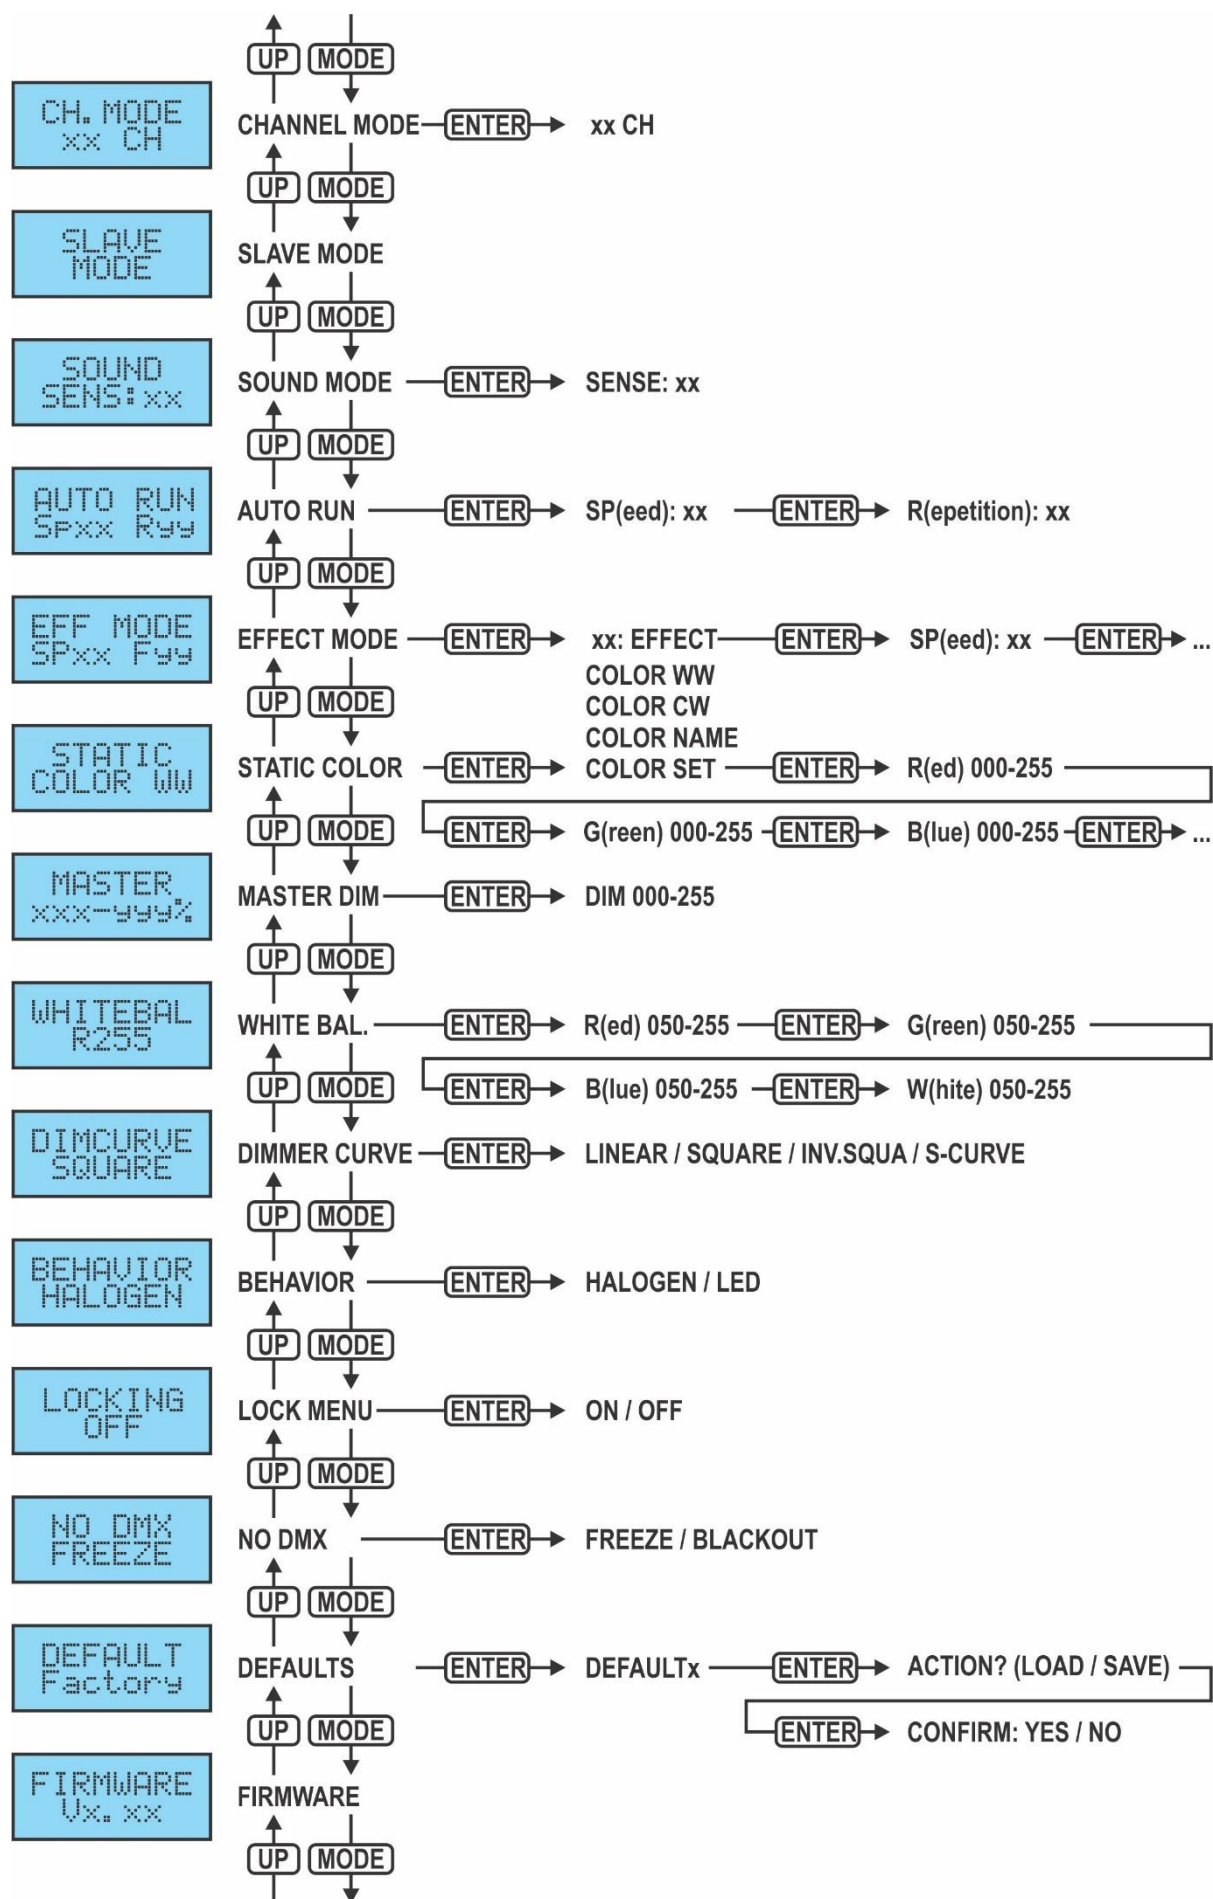 UP MODE
CH.MODE
xx CH
CHANNEL MODE ENTER xx CH
UP MODE
SLAVE
MODE
SLAVE MODE
UP MODE
SOUND
SENS:xx
SOUND MODE ENTER SENSE: xx
UP MODE
AUTO RUN
SPxx Ryy
AUTO RUN ENTER SP(eed): xx ENTER R(epetition): xx
UP MODE
EFF MODE
SPxx Fyy
EFFECT MODE ENTER xx: EFFECT ENTER SP(eed): xx ENTER ...
UP MODE
COLOR WW
COLOR CW
COLOR NAME
STATIC
COLOR WW
STATIC COLOR ENTER COLOR SET ENTER R(ed) 000-255
UP MODE ENTER G(reen) 000-255 ENTER B(lue) 000-255 ENTER ...
MASTER
xxx-yyy%
MASTER DIM ENTER DIM 000-255
UP MODE
WHITEBAL
R255
WHITE BAL. ENTER R(ed) 050-255 ENTER G(reen) 050-255
UP MODE ENTER B(lue) 050-255 ENTER W(hite) 050-255
DIMCURVE
SQUARE
DIMMER CURVE ENTER LINEAR / SQUARE / INV.SQUA / S-CURVE
UP MODE
BEHAVIOR
HALOGEN
BEHAVIOR ENTER HALOGEN / LED
UP MODE
LOCKING
OFF
LOCK MENU ENTER ON / OFF
UP MODE
NO DMX
FREEZE
NO DMX ENTER FREEZE / BLACKOUT
UP MODE
DEFAULT
Factory
DEFAULTS ENTER DEFAULTx ENTER ACTION? (LOAD / SAVE)
UP MODE ENTER CONFIRM: YES / NO
FIRMWARE
Vx.xx
FIRMWARE
UP MODE